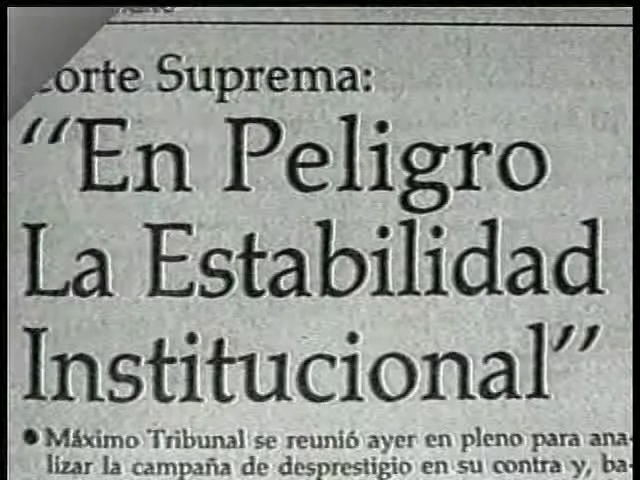 Corte Suprema:
"En Peligro
La Estabilidad
Institucional"
• Máximo Tribunal se reunió ayer en pleno para ana-
lizar la campaña de desprestigio en su contra y, ba-